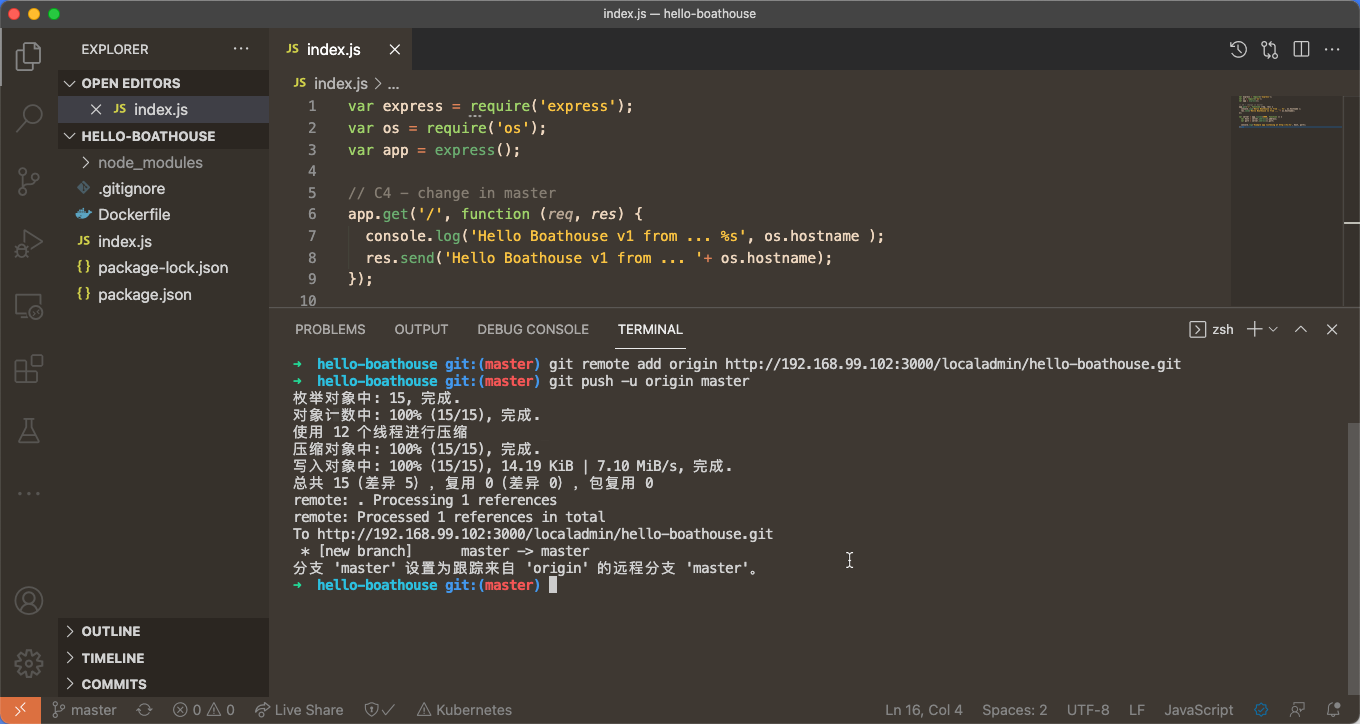 index.js — hello-boathouse
EXPLORER
OPEN EDITORS
JS index.js
HELLO-BOATHOUSE
node_modules
.gitignore
Dockerfile
JS index.js
{} package-lock.json
{} package.json
OUTLINE
TIMELINE
COMMITS
JS index.js
JS index.js > ...
1 var express = require('express');
2 var os = require('os');
3 var app = express();
4
5 // C4 - change in master
6 app.get('/', function (req, res) {
7 console.log('Hello Boathouse v1 from ... %s', os.hostname );
8 res.send('Hello Boathouse v1 from ... '+ os.hostname);
9 });
10
PROBLEMS OUTPUT DEBUG CONSOLE TERMINAL zsh
➜ hello-boathouse git:(master) git remote add origin http://192.168.99.102:3000/localadmin/hello-boathouse.git
➜ hello-boathouse git:(master) git push -u origin master
枚举对象中: 15, 完成.
对象计数中: 100% (15/15), 完成.
使用 12 个线程进行压缩
压缩对象中: 100% (15/15), 完成.
写入对象中: 100% (15/15), 14.19 KiB | 7.10 MiB/s, 完成.
总共 15（差异 5），复用 0（差异 0），包复用 0
remote: . Processing 1 references
remote: Processed 1 references in total
To http://192.168.99.102:3000/localadmin/hello-boathouse.git
* [new branch] master -> master
分支 'master' 设置为跟踪来自 'origin' 的远程分支 'master'。
➜ hello-boathouse git:(master)
master 0 0 Live Share Kubernetes Ln 16, Col 4 Spaces: 2 UTF-8 LF JavaScript